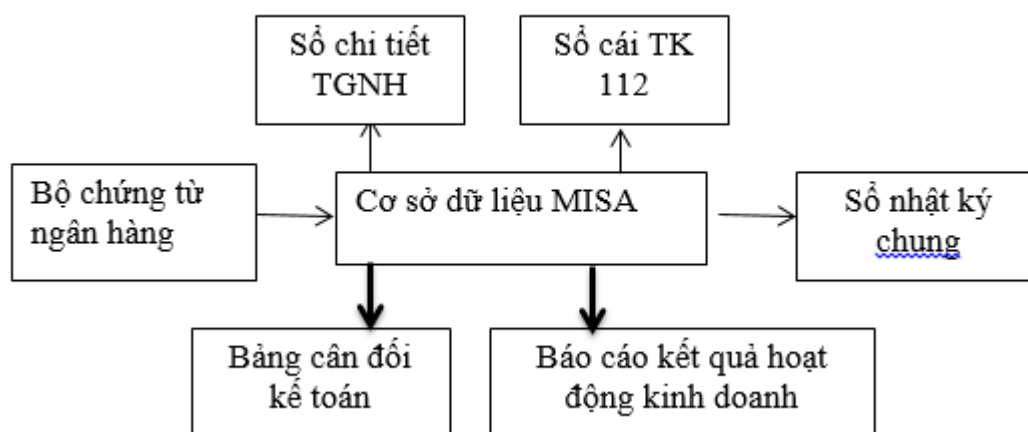 Sổ chi tiết
TGNH
Sổ cái TK
112
Bộ chứng từ
ngân hàng
Cơ sở dữ liệu MISA
Sổ nhật ký
chung
Bảng cân đối
kế toán
Báo cáo kết quả hoạt
động kinh doanh